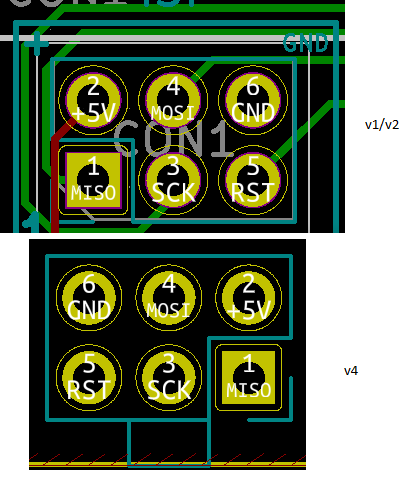 CON1
GND
2 4 6
+5V MOSI GND
CON1
v1/v2
1 3 5
MISO SCK RST
1
6 4 2
GND MOSI +5V
5 3 1
RST SCK MISO
v4